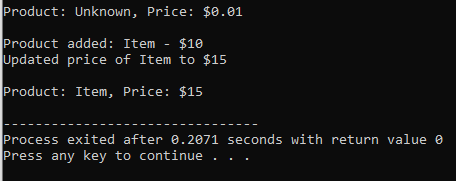 Product: Unknown, Price: $0.01
Product added: Item - $10
Updated price of Item to $15
Product: Item, Price: $15
--------------------------------
Process exited after 0.2071 seconds with return value 0
Press any key to continue . . .